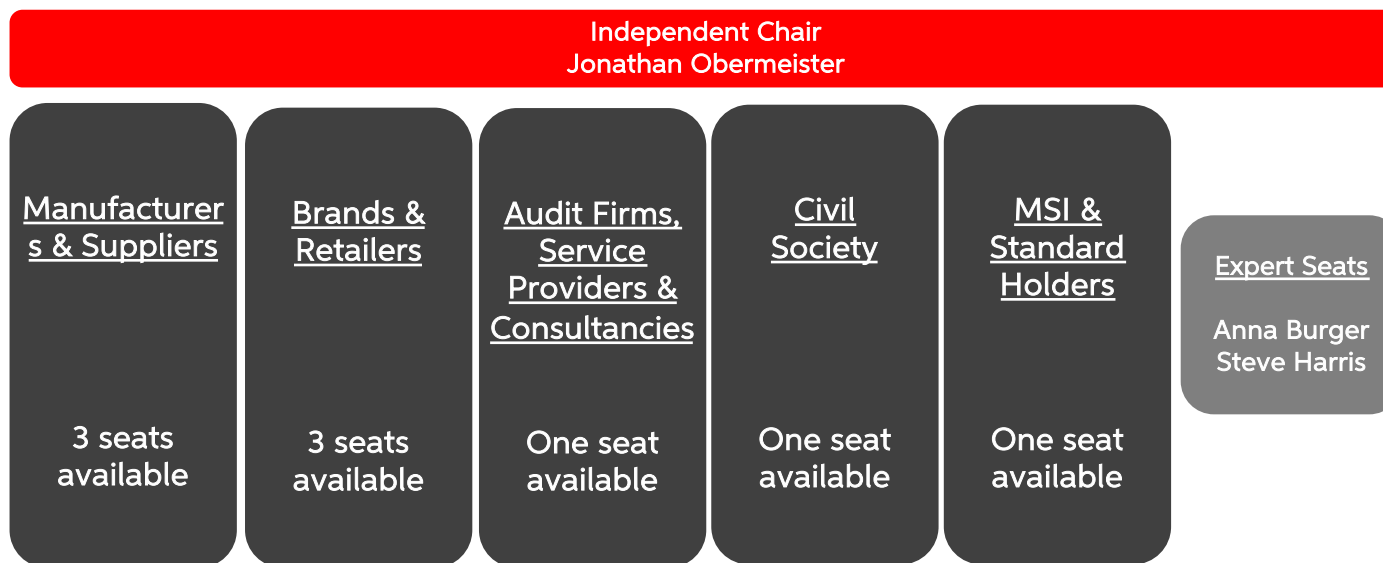 Independent Chair
Jonathan Obermeister
Manufacturer
s & Suppliers
3 seats
available
Brands &
Retailers
3 seats
available
Audit Firms,
Service
Providers &
Consultancies
One seat
available
Civil
Society
One seat
available
MSI &
Standard
Holders
One seat
available
Expert Seats
Anna Burger
Steve Harris